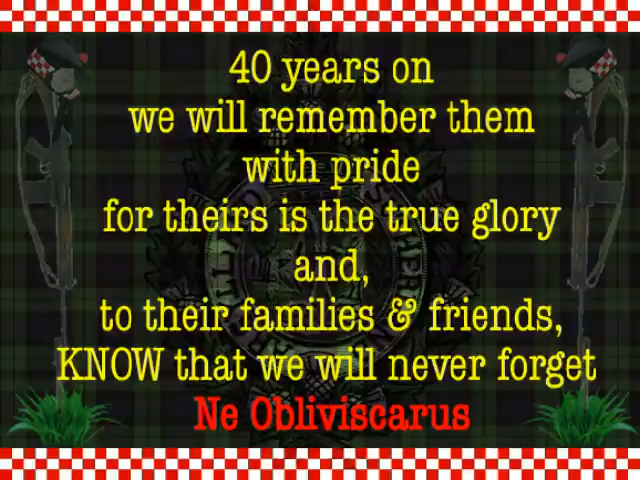 40 years on
we will remember them
with pride
for theirs is the true glory
and,
to their families & friends,
KNOW that we will never forget
Ne Obliviscarus